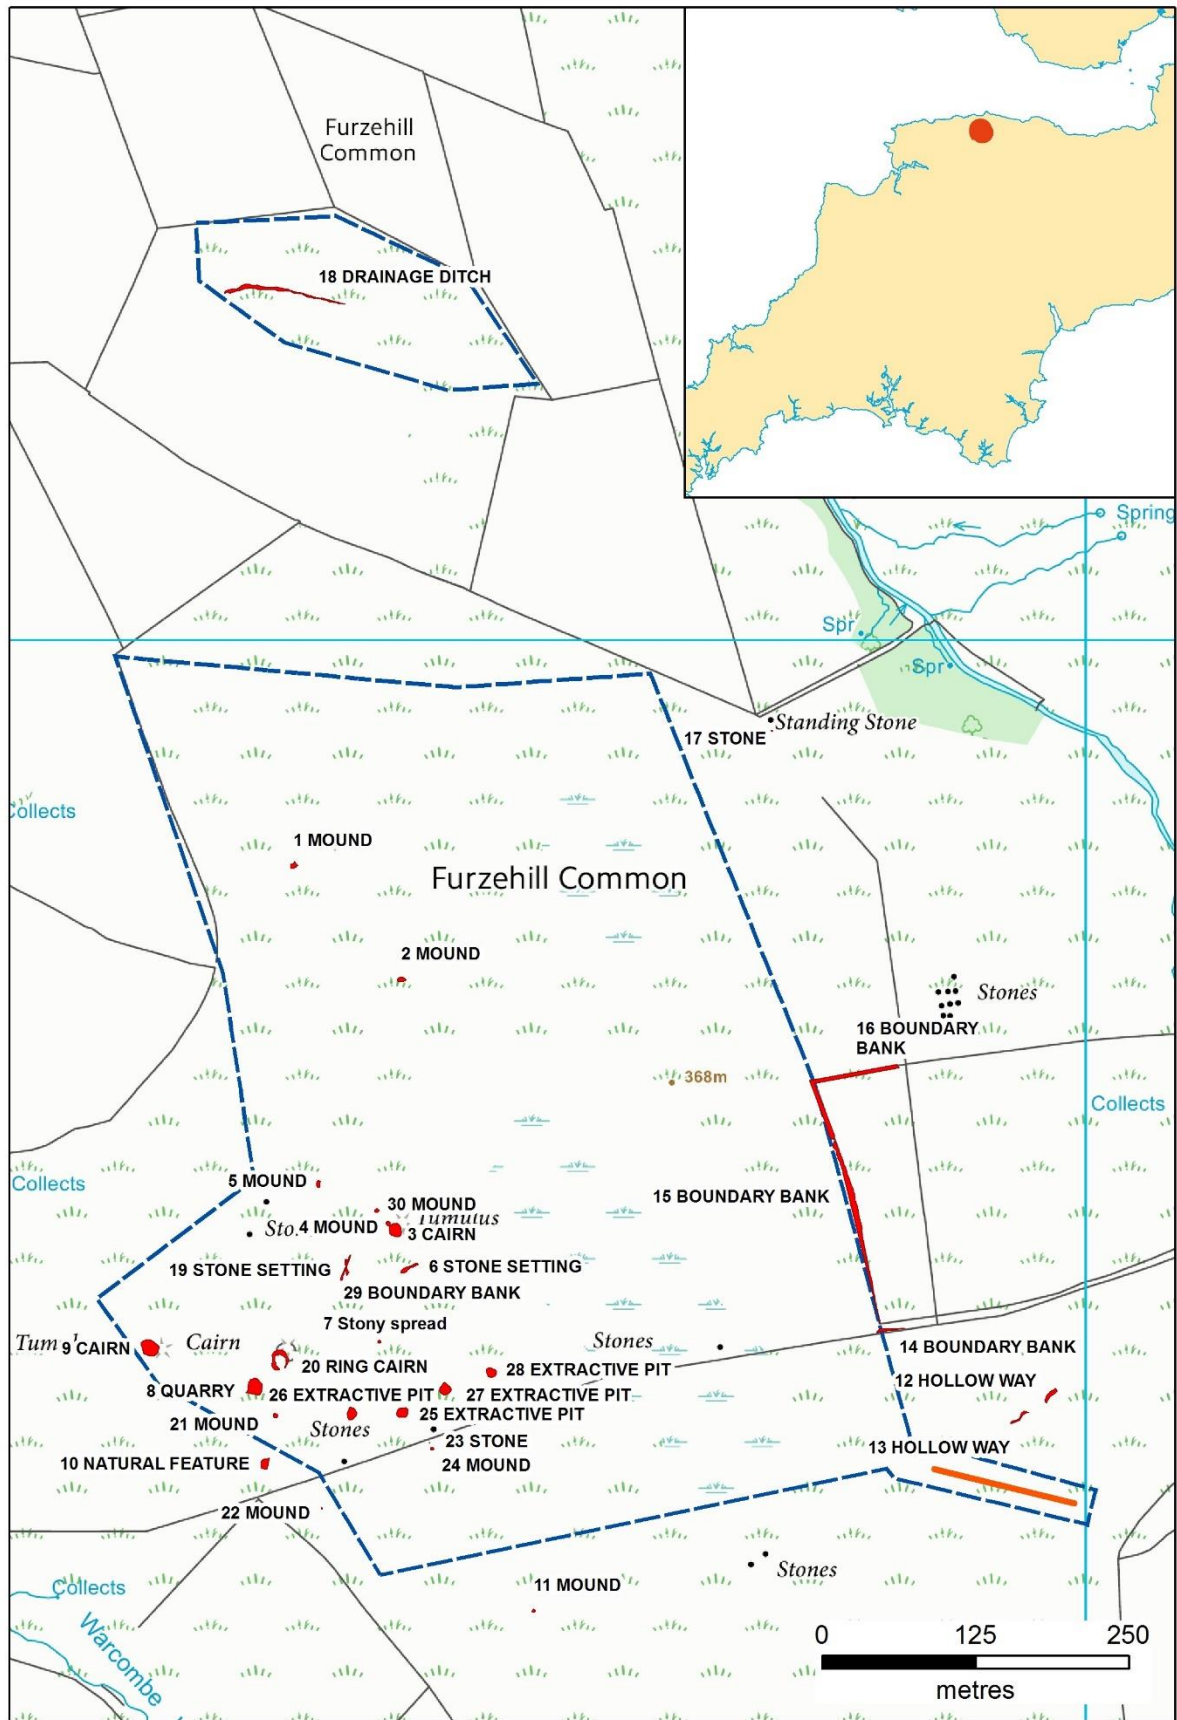 Furzehill
Common
18 DRAINAGE DITCH
Spring
Spr
Spr
Standing Stone
17 STONE
Collects
1 MOUND
Furzehill Common
2 MOUND
Stones
16 BOUNDARY
BANK
368m
Collects
Collects
5 MOUND
15 BOUNDARY BANK
30 MOUND
Tumulus
Sto
4 MOUND
3 CAIRN
19 STONE SETTING
6 STONE SETTING
29 BOUNDARY BANK
7 Stony spread
Tum
9 CAIRN
Cairn
Stones
14 BOUNDARY BANK
20 RING CAIRN
28 EXTRACTIVE PIT
12 HOLLOW WAY
8 QUARRY
26 EXTRACTIVE PIT
27 EXTRACTIVE PIT
21 MOUND
Stones
25 EXTRACTIVE PIT
23 STONE
13 HOLLOW WAY
10 NATURAL FEATURE
24 MOUND
22 MOUND
Stones
11 MOUND
Collects
Warcombe
0 125 250
metres